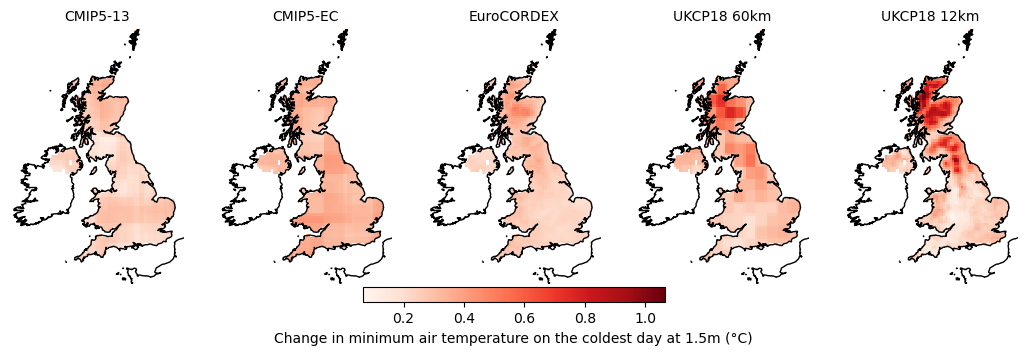 CMIP5-13
CMIP5-EC
EuroCORDEX
UKCP18 60km
UKCP18 12km
0.2 0.4 0.6 0.8 1.0
Change in minimum air temperature on the coldest day at 1.5m (°C)